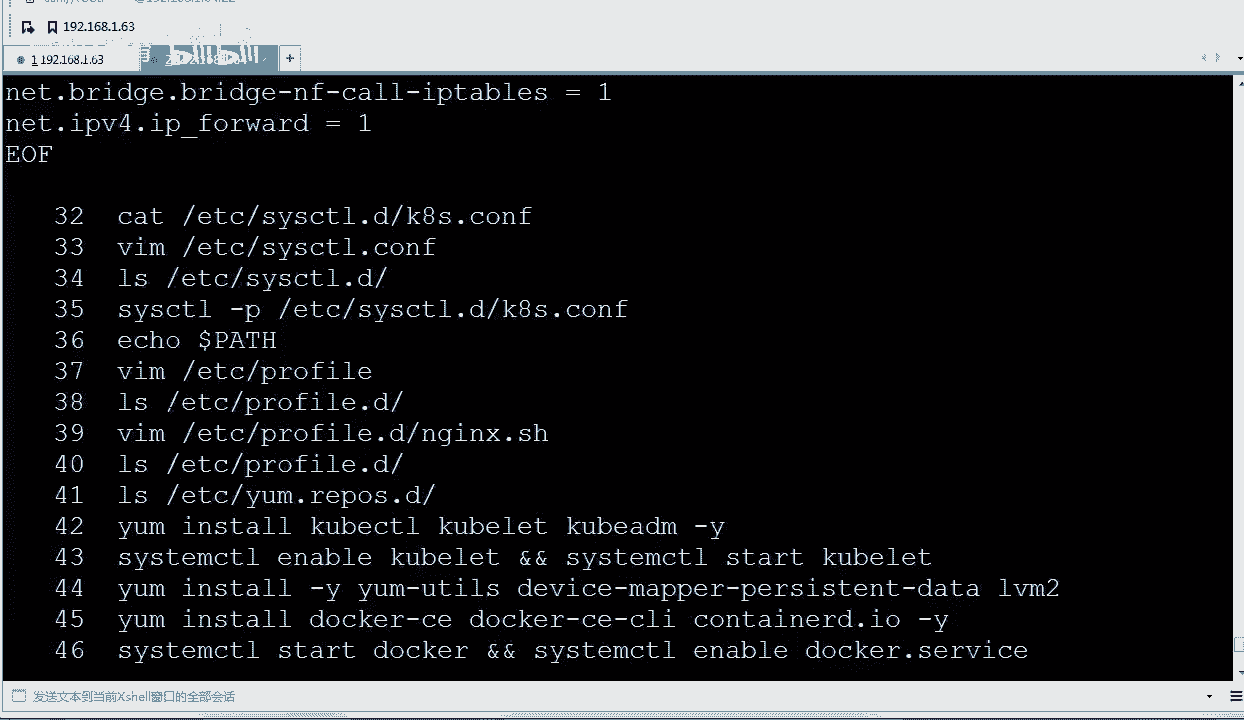 192.168.1.63
1 192.168.1.63
+
net.bridge.bridge-nf-call-iptables = 1
net.ipv4.ip_forward = 1
EOF
32 cat /etc/sysctl.d/k8s.conf
33 vim /etc/sysctl.conf
34 ls /etc/sysctl.d/
35 sysctl -p /etc/sysctl.d/k8s.conf
36 echo $PATH
37 vim /etc/profile
38 ls /etc/profile.d/
39 vim /etc/profile.d/nginx.sh
40 ls /etc/profile.d/
41 ls /etc/yum.repos.d/
42 yum install kubectl kubelet kubeadm -y
43 systemctl enable kubelet && systemctl start kubelet
44 yum install -y yum-utils device-mapper-persistent-data lvm2
45 yum install docker-ce docker-ce-cli containerd.io -y
46 systemctl start docker && systemctl enable docker.service
发送文本到当前Xshell窗口的全部会话